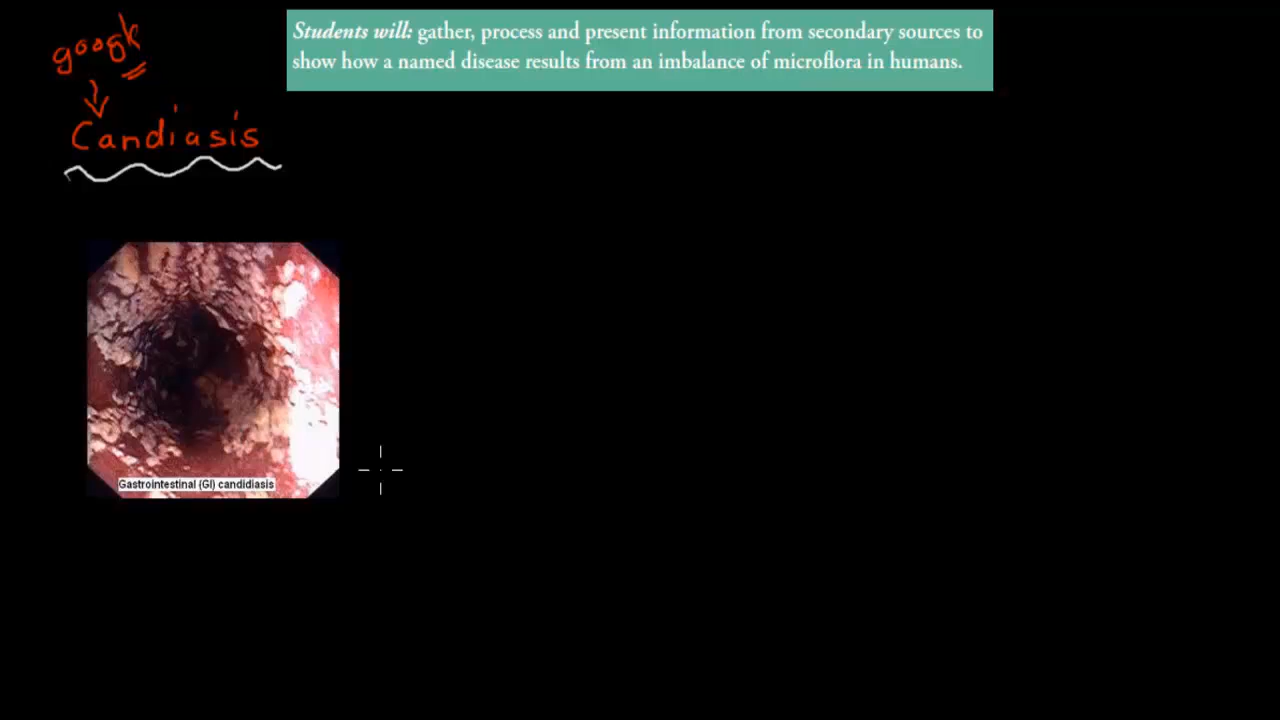 google
Candiasis
Students will: gather, process and present information from secondary sources to
show how a named disease results from an imbalance of microflora in humans.
Gastrointestinal (GI) candidiasis